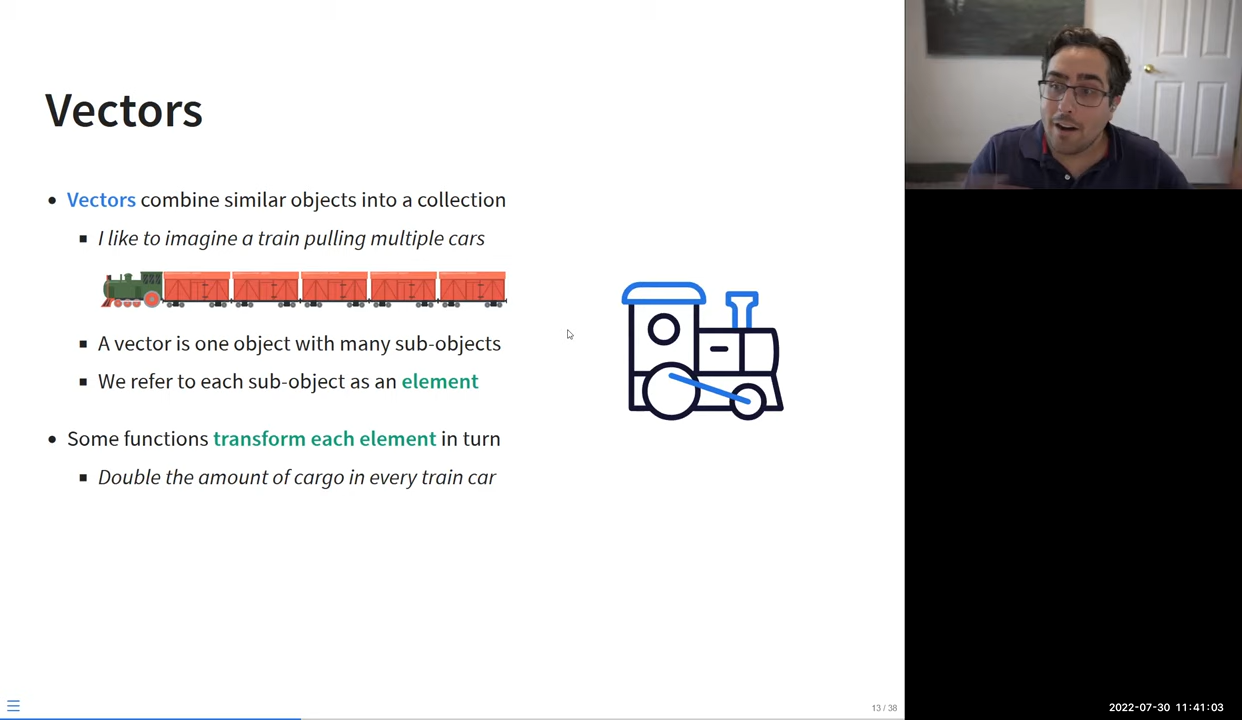 Vectors
• Vectors combine similar objects into a collection
▪ I like to imagine a train pulling multiple cars
▪ A vector is one object with many sub-objects
▪ We refer to each sub-object as an element
• Some functions transform each element in turn
▪ Double the amount of cargo in every train car
13 / 38
2022-07-30 11:41:03